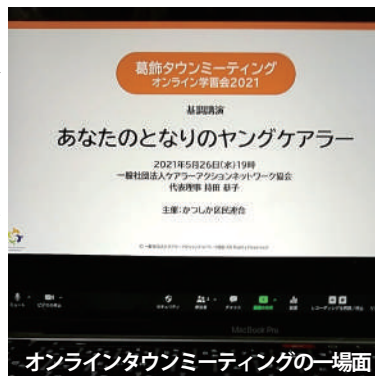 葛飾タウンミーティング
オンライン学習会2021
基調講演
あなたのとなりのヤングケアラー
2021年5月26日(水)19時
一般社団法人ケアラーアクションネットワーク協会
代表理事 持田 恭子
主催:かつしか区民連合
MacBook Pro
オンラインタウンミーティングの一場面